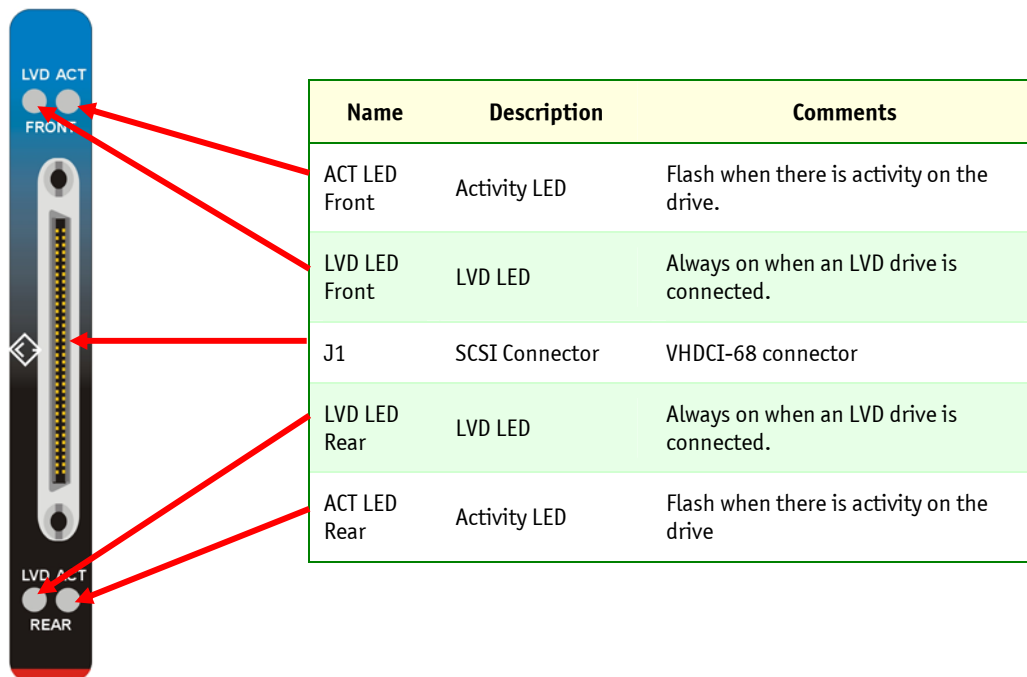 LVD ACT
FRONT
LVD ACT
REAR
Name Description Comments
ACT LED
Front
Activity LED
Flash when there is activity on the
drive.
LVD LED
Front
LVD LED
Always on when an LVD drive is
connected.
J1 SCSI Connector VHDCI-68 connector
LVD LED
Rear
LVD LED
Always on when an LVD drive is
connected.
ACT LED
Rear
Activity LED
Flash when there is activity on the
drive